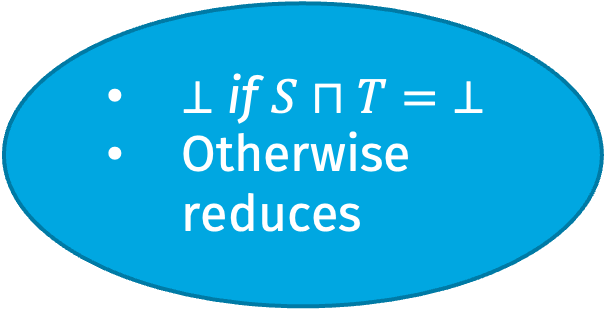 • ⊥ if S ⊓ T = ⊥
• Otherwise
reduces